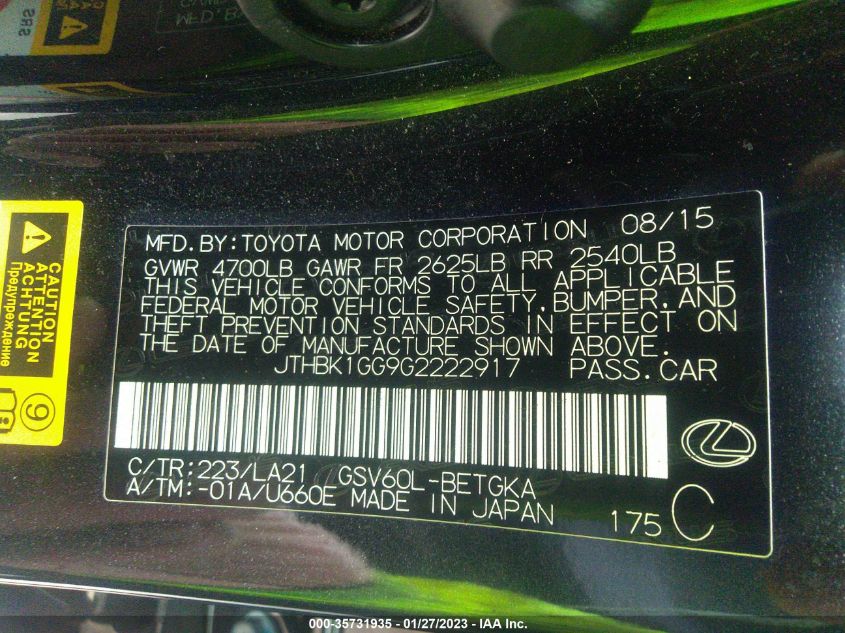 MFD.BY:TOYOTA MOTOR CORPORATION 08/15
GVWR 4700LB GAWR FR 2625LB RR 2540LB
THIS VEHICLE CONFORMS TO ALL APPLICABLE
FEDERAL MOTOR VEHICLE SAFETY, BUMPER, AND
THEFT PREVENTION STANDARDS IN EFFECT ON
THE DATE OF MANUFACTURE SHOWN ABOVE.
JTHBK1GG9G2222917 PASS.CAR
C/TR:223/LA21 GSV60L-BETGKA
A/TM:-01A/U660E MADE IN JAPAN 175 C
CAUTION
ATTENTION
ACHTUNG
Предупреждение
9
SRS
000-35731935 - 01/27/2023 - IAA Inc.